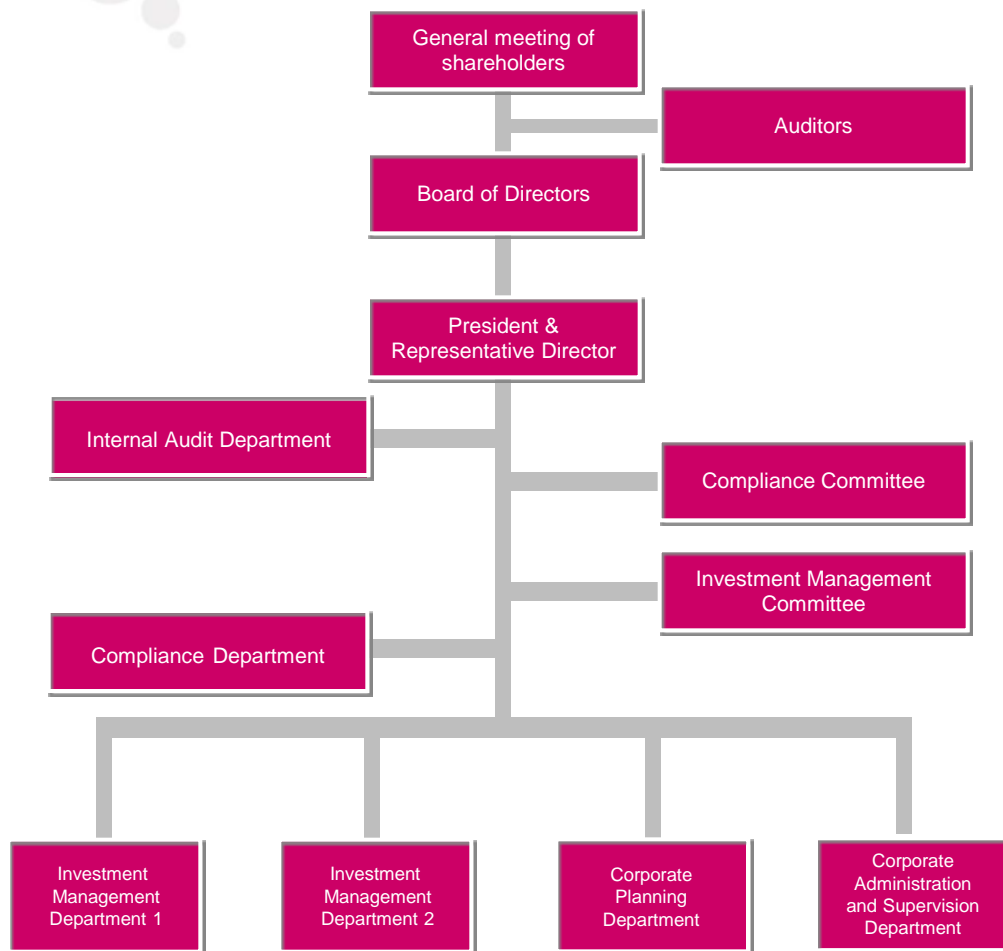 General meeting of
shareholders
Auditors
Board of Directors
President &
Representative Director
Internal Audit Department
Compliance Committee
Investment Management
Committee
Compliance Department
Investment
Management
Department 1
Investment
Management
Department 2
Corporate
Planning
Department
Corporate
Administration
and Supervision
Department